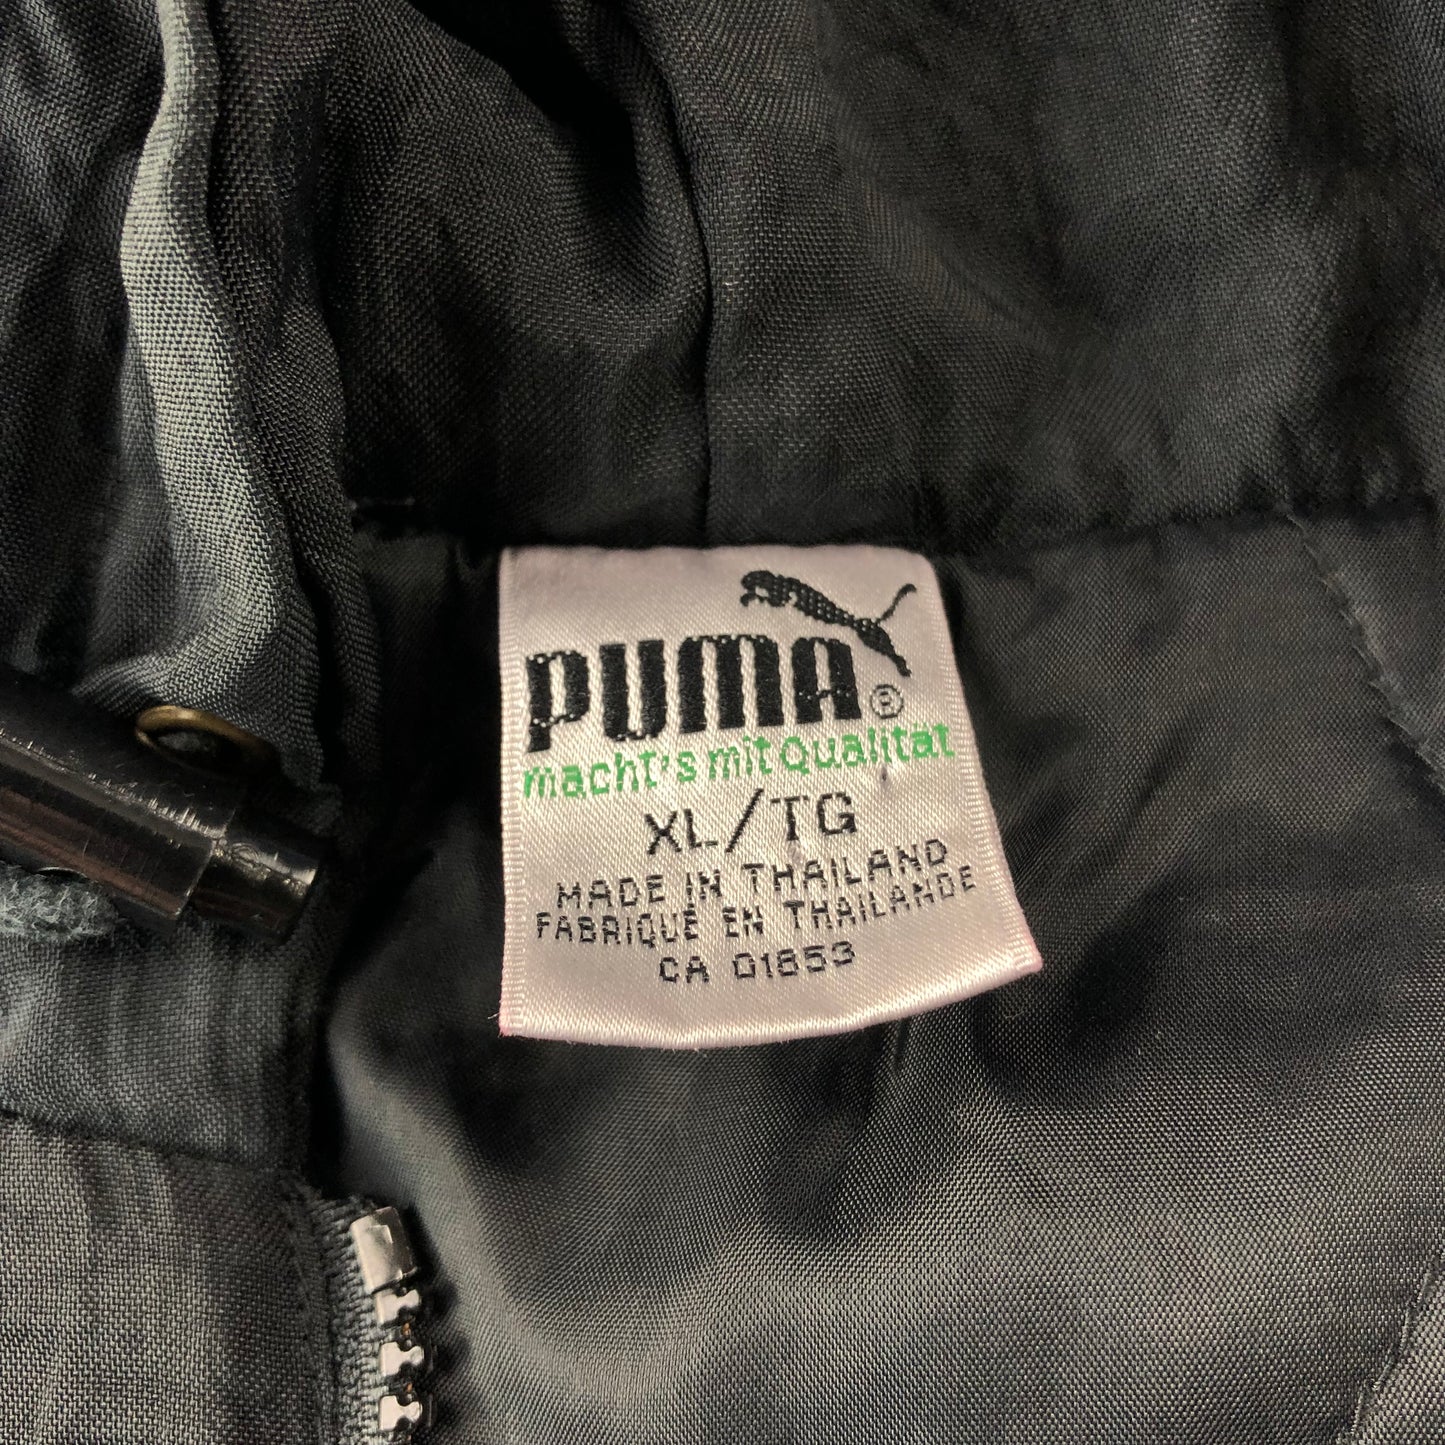 PUMA®
macht's mit Qualität
XL/TG
MADE IN THAILAND
FABRIQUÉ EN THAILANDE
CA 01853